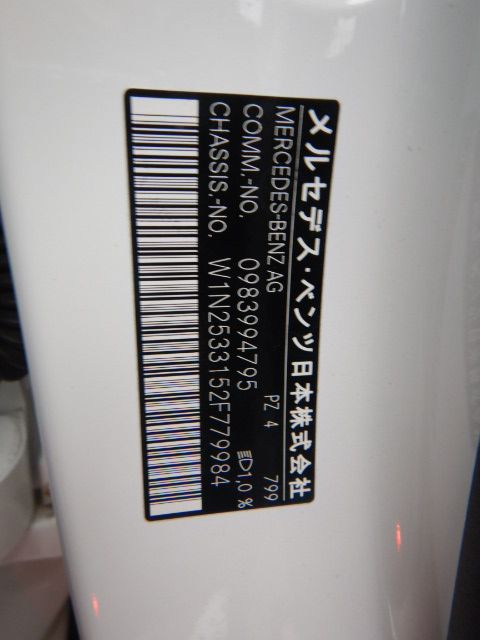 メルセデス・ベンツ日本株式会社
MERCEDES-BENZ AG PZ 4 799
COMM.-NO. 0983994795 1,0 %
CHASSIS.-NO. W1N2533152F779984